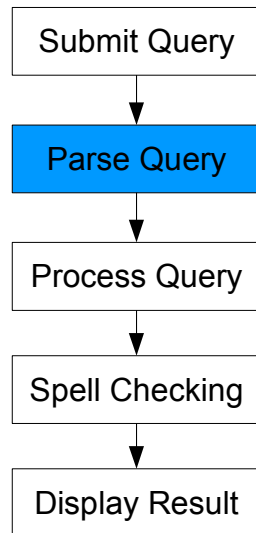 Submit Query
Parse Query
Process Query
Spell Checking
Display Result